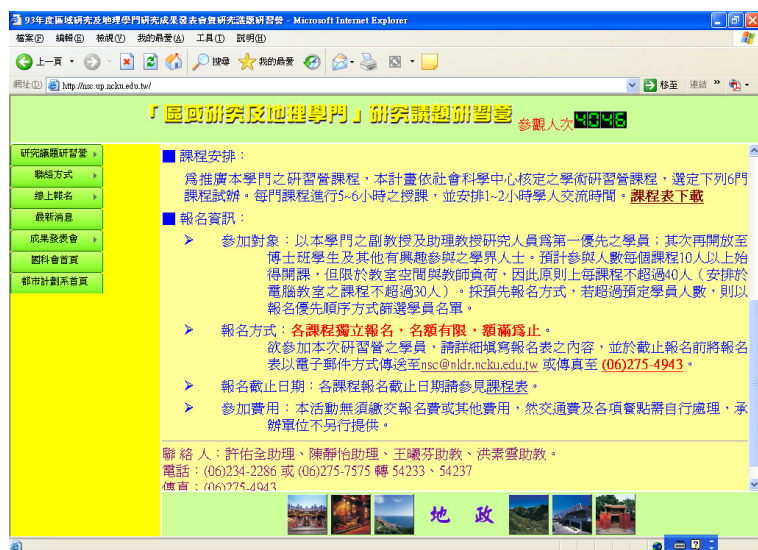 93年度區域研究及地理學門研究成果發表會暨研究議題研習營 - Microsoft Internet Explorer
檔案(F) 編輯(E) 檢視(V) 我的最愛(A) 工具(T) 說明(H)
上一頁 搜尋 我的最愛
網址(D) http://nsc.up.ncku.edu.tw/ 移至 連結 »
「區域研究及地理學門」研究議題研習營 參觀人次 4046
研究議題研習營
聯絡方式
線上報名
最新消息
成果發表會
國科會首頁
都市計劃系首頁
課程安排：
為推廣本學門之研習營課程，本計畫依社會科學中心核定之學術研習營課程，選定下列6門
課程試辦。每門課程進行5~6小時之授課，並安排1~2小時學人交流時間。課程表下載
報名資訊：
➢ 參加對象：以本學門之副教授及助理教授研究人員為第一優先之學員；其次再開放至
博士班學生及其他有興趣參與之學界人士。預計參與人數每個課程10人以上始
得開課，但限於教室空間與教師負荷，因此原則上每課程不超過40人（安排於
電腦教室之課程不超過30人）。採預先報名方式，若超過預定學員人數，則以
報名優先順序方式篩選學員名單。
➢ 報名方式：各課程獨立報名，名額有限，額滿為止。
欲參加本次研習營之學員，請詳細填寫報名表之內容，並於截止報名前將報名
表以電子郵件方式傳送至nsc@nldr.ncku.edu.tw 或傳真至 (06)275-4943。
➢ 報名截止日期：各課程報名截止日期請參見課程表。
➢ 參加費用：本活動無須繳交報名費或其他費用，然交通費及各項餐點需自行處理，承
辦單位不另行提供。
聯 絡 人：許佑全助理、陳靜怡助理、王曦芬助教、洪素雲助教。
電話：(06)234-2286 或 (06)275-7575 轉 54233、54237
傳真：(06)275-4943
地 政